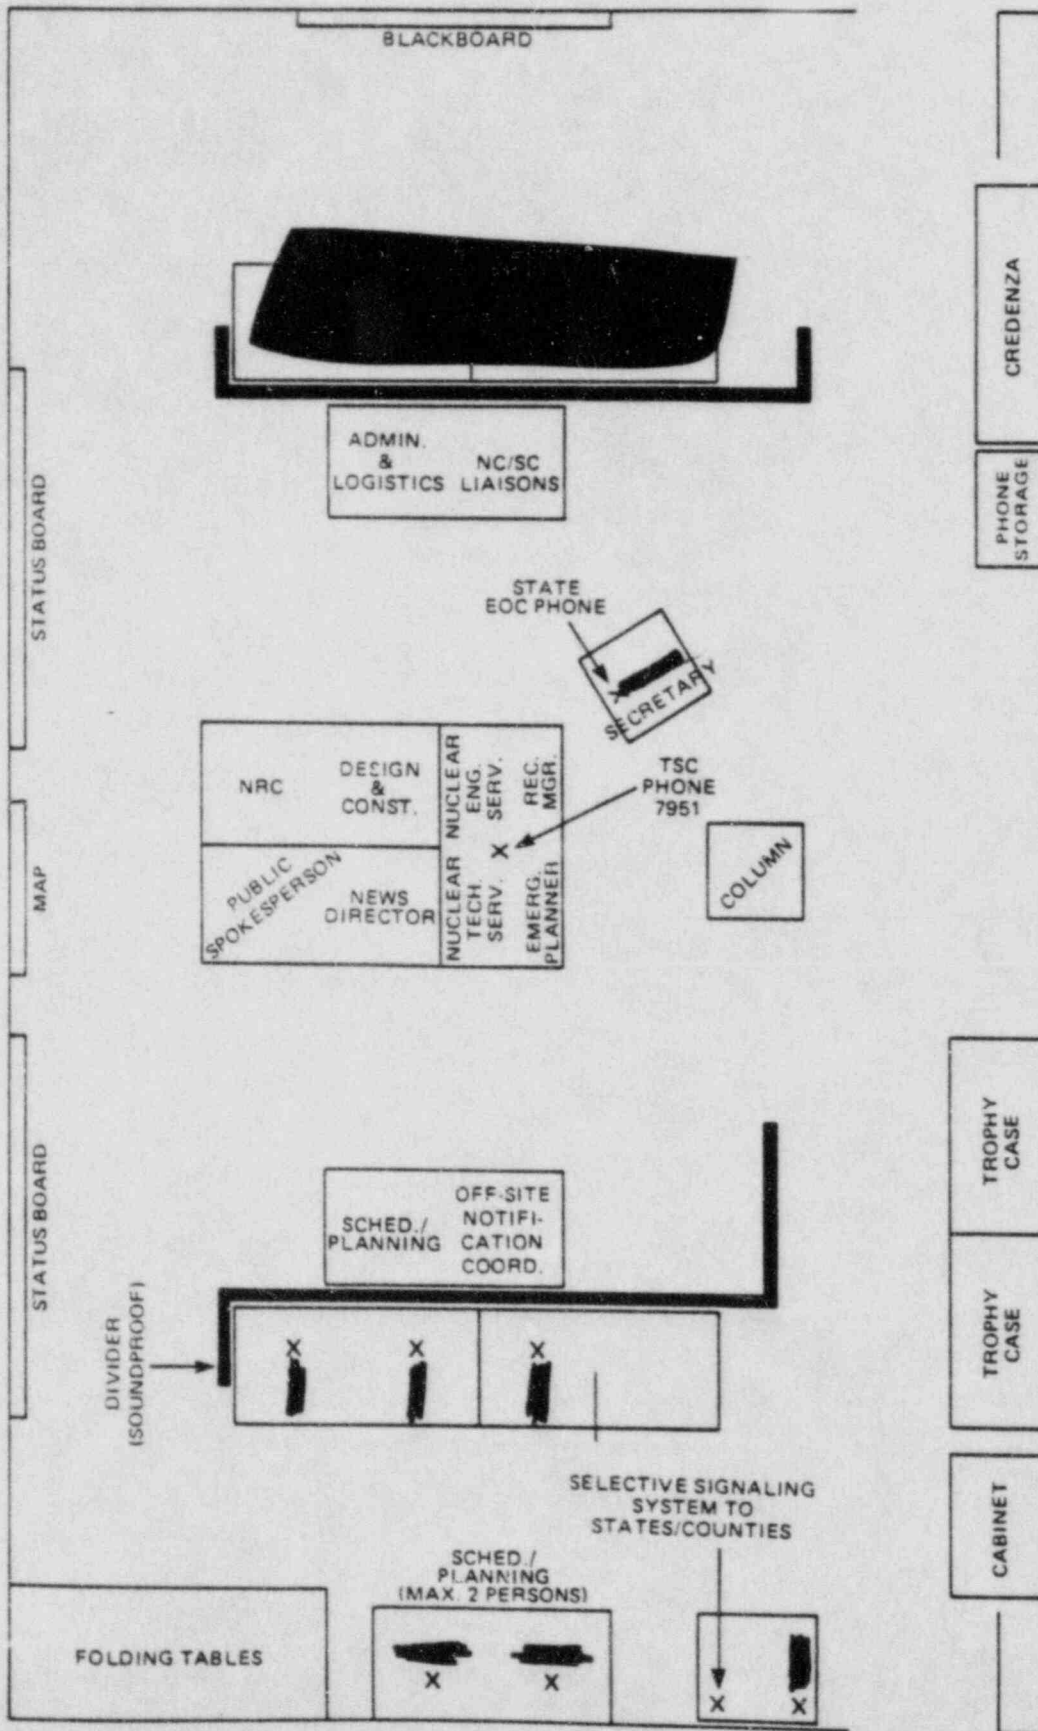 BLACKBOARD
CREDENZA
ADMIN.
&
LOGISTICS
NC/SC
LIAISONS
STATUS BOARD
PHONE
STORAGE
STATE
EOC PHONE
X
SECRETARY
NRC
DESIGN
&
CONST.
NUCLEAR
ENG.
SERV.
REC.
MGR.
TSC
PHONE
7951
X
MAP
PUBLIC
SPOKESPERSON
NEWS
DIRECTOR
NUCLEAR
TECH.
SERV.
EMERG.
PLANNER
COLUMN
STATUS BOARD
SCHED./
PLANNING
OFF-SITE
NOTIFI-
CATION
COORD.
TROPHY
CASE
TROPHY
CASE
DIVIDER
(SOUNDPROOF)
X X X
SELECTIVE SIGNALING
SYSTEM TO
STATES/COUNTIES
CABINET
SCHED./
PLANNING
(MAX. 2 PERSONS)
FOLDING TABLES
X X
X X